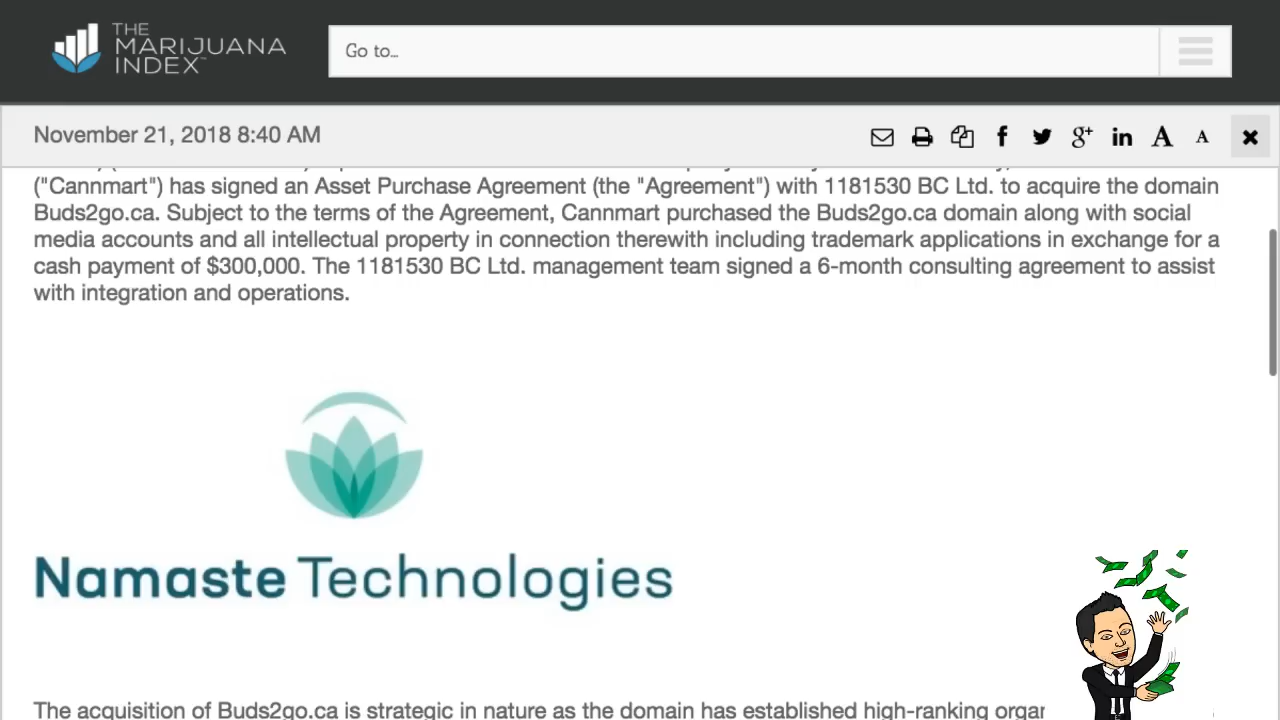 THE
MARIJUANA
INDEX™
Go to...
November 21, 2018 8:40 AM
("Cannmart") has signed an Asset Purchase Agreement (the "Agreement") with 1181530 BC Ltd. to acquire the domain
Buds2go.ca. Subject to the terms of the Agreement, Cannmart purchased the Buds2go.ca domain along with social
media accounts and all intellectual property in connection therewith including trademark applications in exchange for a
cash payment of $300,000. The 1181530 BC Ltd. management team signed a 6-month consulting agreement to assist
with integration and operations.
Namaste Technologies
The acquisition of Buds2go.ca is strategic in nature as the domain has established high-ranking